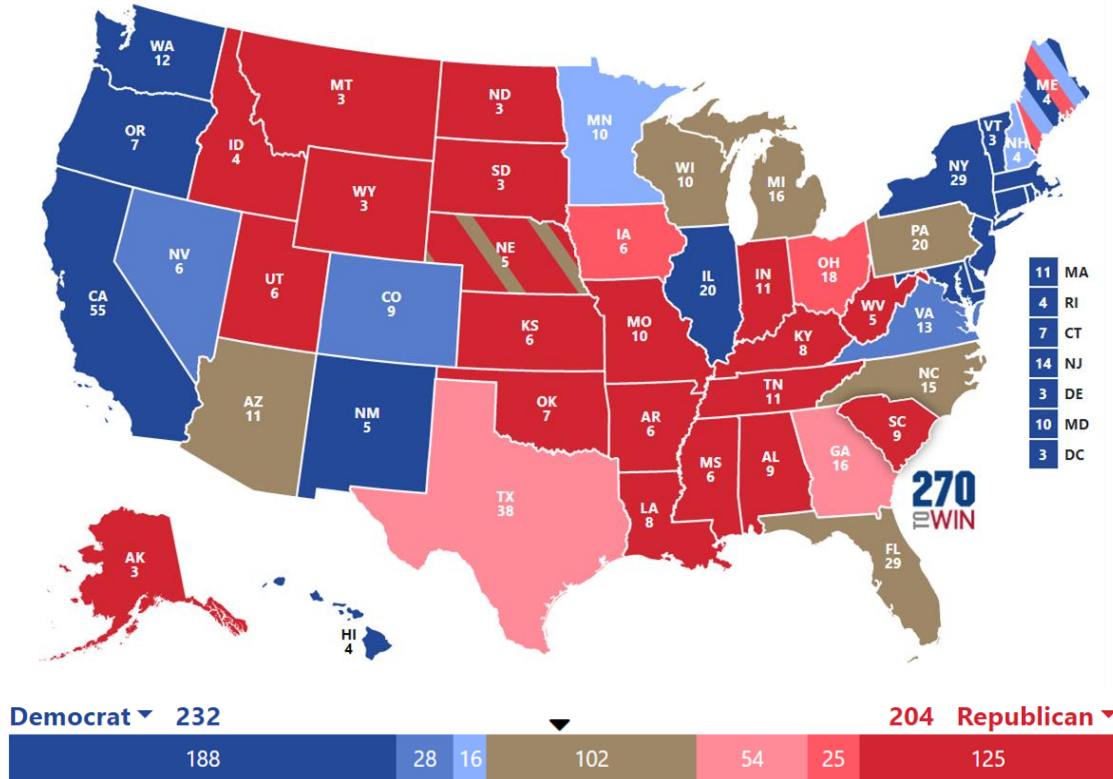 WA
12
OR
7
CA
55
NV
6
ID
4
MT
3
WY
3
UT
6
AZ
11
CO
9
NM
5
ND
3
SD
3
NE
5
KS
6
OK
7
TX
38
MN
10
IA
6
MO
10
AR
6
LA
8
WI
10
IL
20
MI
16
IN
11
OH
18
KY
8
TN
11
MS
6
AL
9
GA
16
FL
29
SC
9
NC
15
VA
13
WV
5
PA
20
NY
29
VT
3
NH
4
ME
4
AK
3
HI
4
11 MA
4 RI
7 CT
14 NJ
3 DE
10 MD
3 DC
270
TO WIN
Democrat 232
204 Republican
188 28 16 102 54 25 125